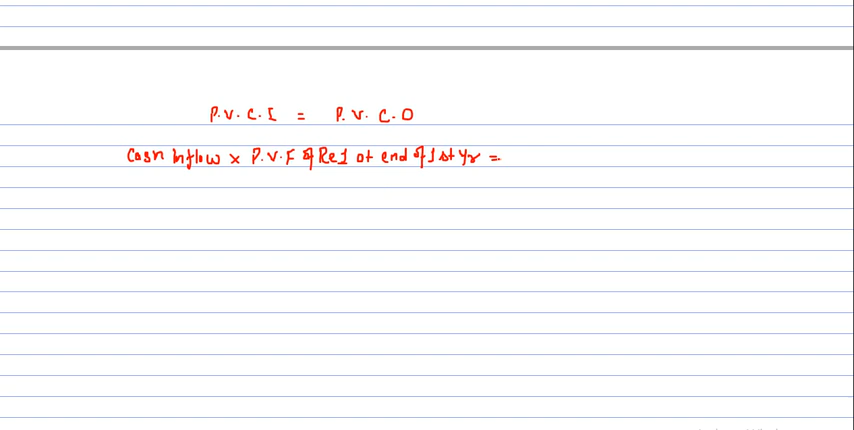 P.V.C.I = P.V.C.O
Cash Inflow x P.V.F of Re1 at end of 1st Yr =